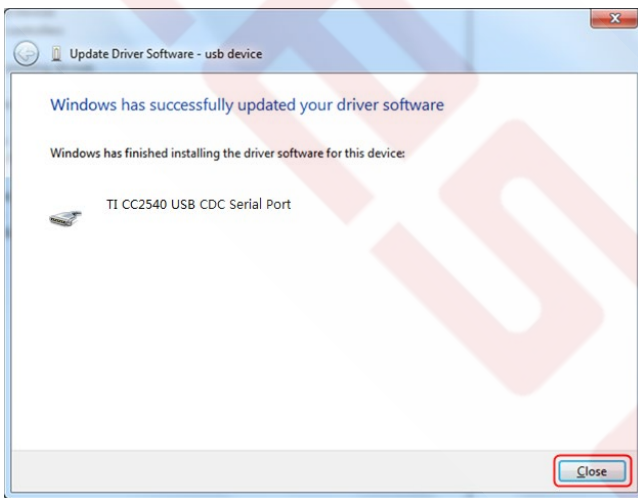 Update Driver Software - usb device
Windows has successfully updated your driver software
Windows has finished installing the driver software for this device:
TI CC2540 USB CDC Serial Port
Close